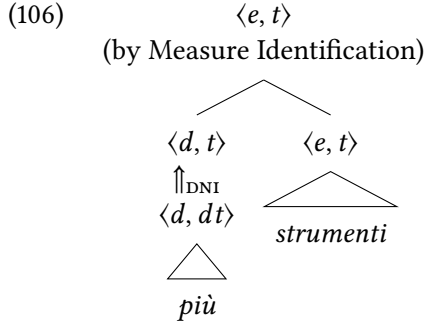 (106) ⟨e, t⟩
(by Measure Identification)
⟨d, t⟩ ⟨e, t⟩
⇑DNI
⟨d, dt⟩
strumenti
più